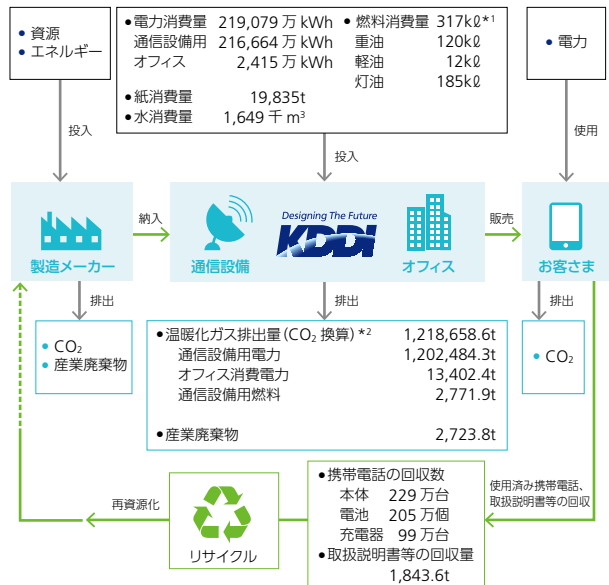 ● 資源
● エネルギー
●電力消費量 219,079 万 kWh
通信設備用 216,664 万 kWh
オフィス 2,415 万 kWh
●紙消費量 19,835t
●水消費量 1,649 千 m³
● 燃料消費量 317kℓ*1
重油 120kℓ
軽油 12kℓ
灯油 185kℓ
● 電力
投入
投入
使用
製造メーカー
納入
通信設備
Designing The Future
KDDI
オフィス
販売
お客さま
排出
排出
排出
● CO₂
● 産業廃棄物
●温暖化ガス排出量(CO₂ 換算) *2 1,218,658.6t
通信設備用電力 1,202,484.3t
オフィス消費電力 13,402.4t
通信設備用燃料 2,771.9t
●産業廃棄物 2,723.8t
● CO₂
再資源化
リサイクル
●携帯電話の回収数
本体 229 万台
電池 205 万個
充電器 99 万台
●取扱説明書等の回収量
1,843.6t
使用済み携帯電話、
取扱説明書等の回収